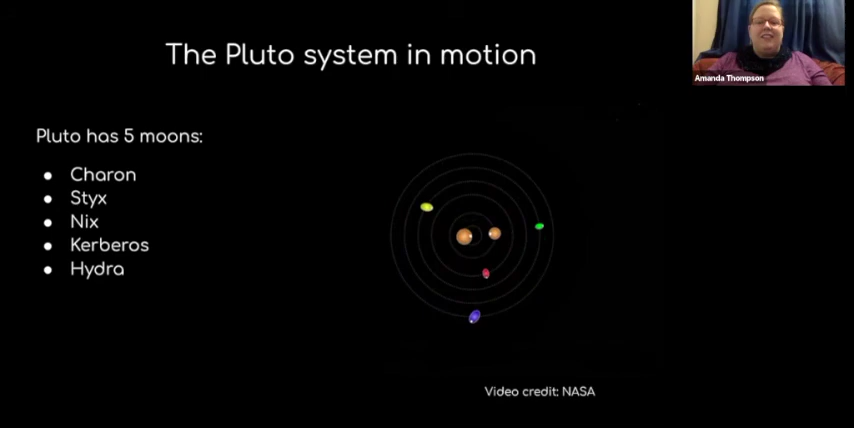 The Pluto system in motion
Amanda Thompson
Pluto has 5 moons:
● Charon
● Styx
● Nix
● Kerberos
● Hydra
Video credit: NASA